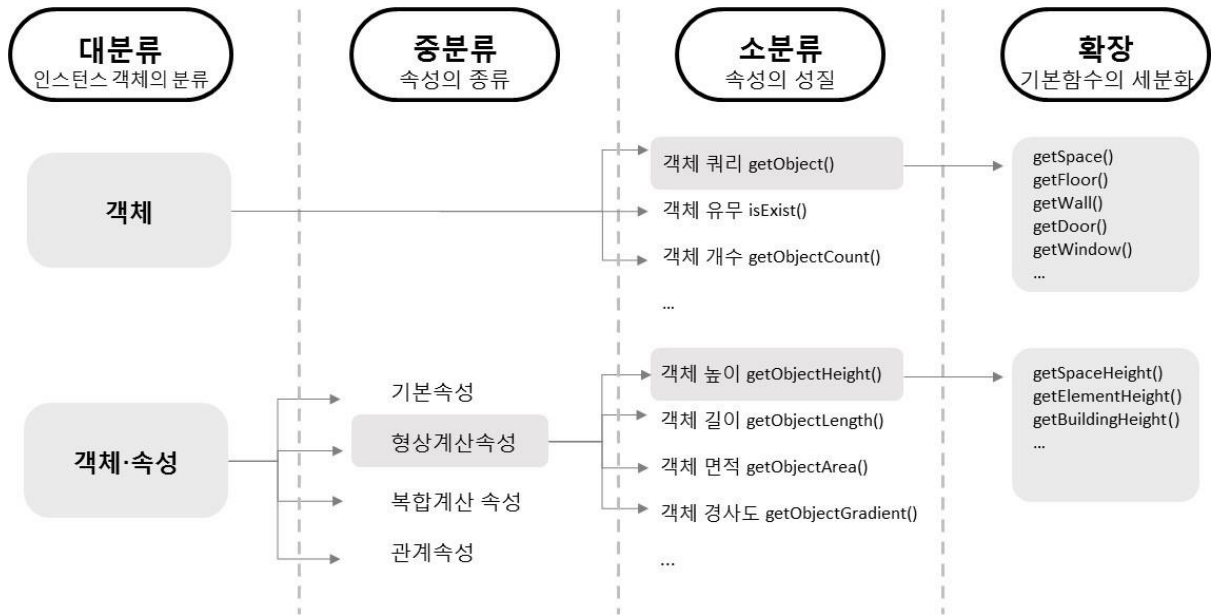 대분류
인스턴스 객체의 분류
중분류
속성의 종류
소분류
속성의 성질
확장
기본함수의 세분화
객체
객체 쿼리 getObject()
객체 유무 isExist()
객체 개수 getObjectCount()
...
getSpace()
getFloor()
getWall()
getDoor()
getWindow()
...
객체·속성
기본속성
형상계산속성
복합계산 속성
관계속성
객체 높이 getObjectHeight()
객체 길이 getObjectLength()
객체 면적 getObjectArea()
객체 경사도 getObjectGradient()
...
getSpaceHeight()
getElementHeight()
getBuildingHeight()
...